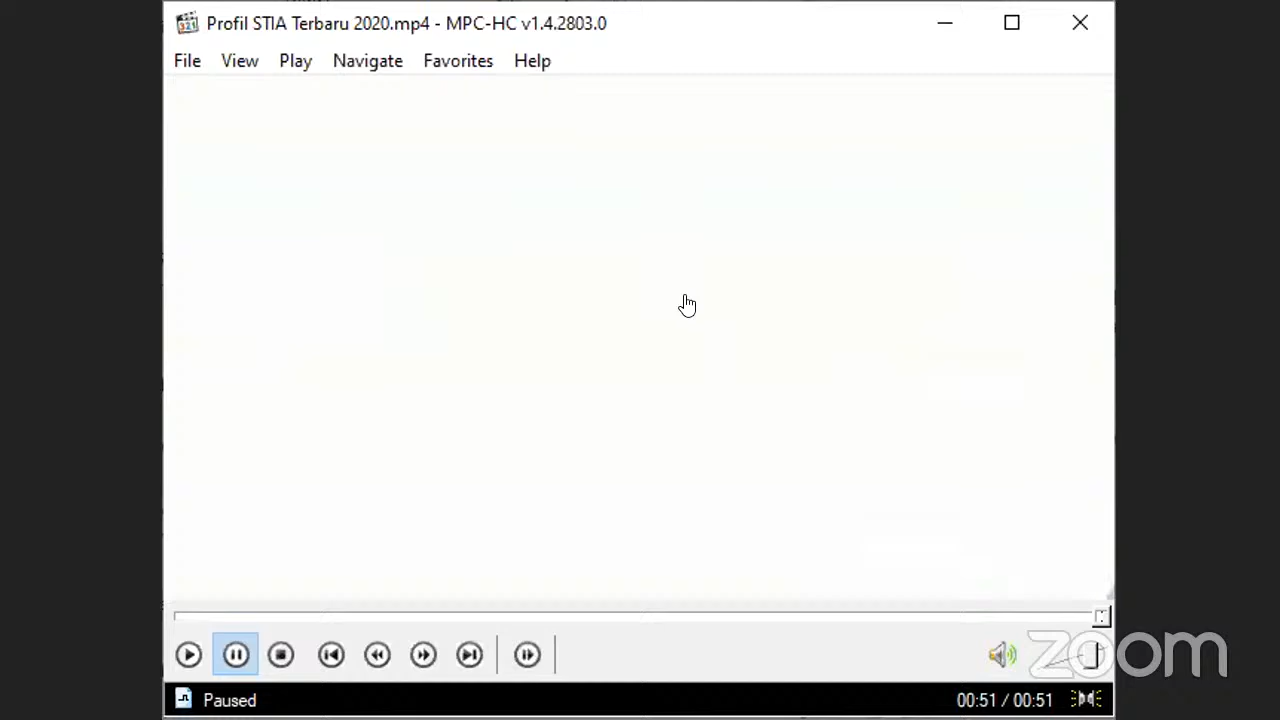 Profil STIA Terbaru 2020.mp4 - MPC-HC v1.4.2803.0
File View Play Navigate Favorites Help
zoom
Paused 00:51 / 00:51